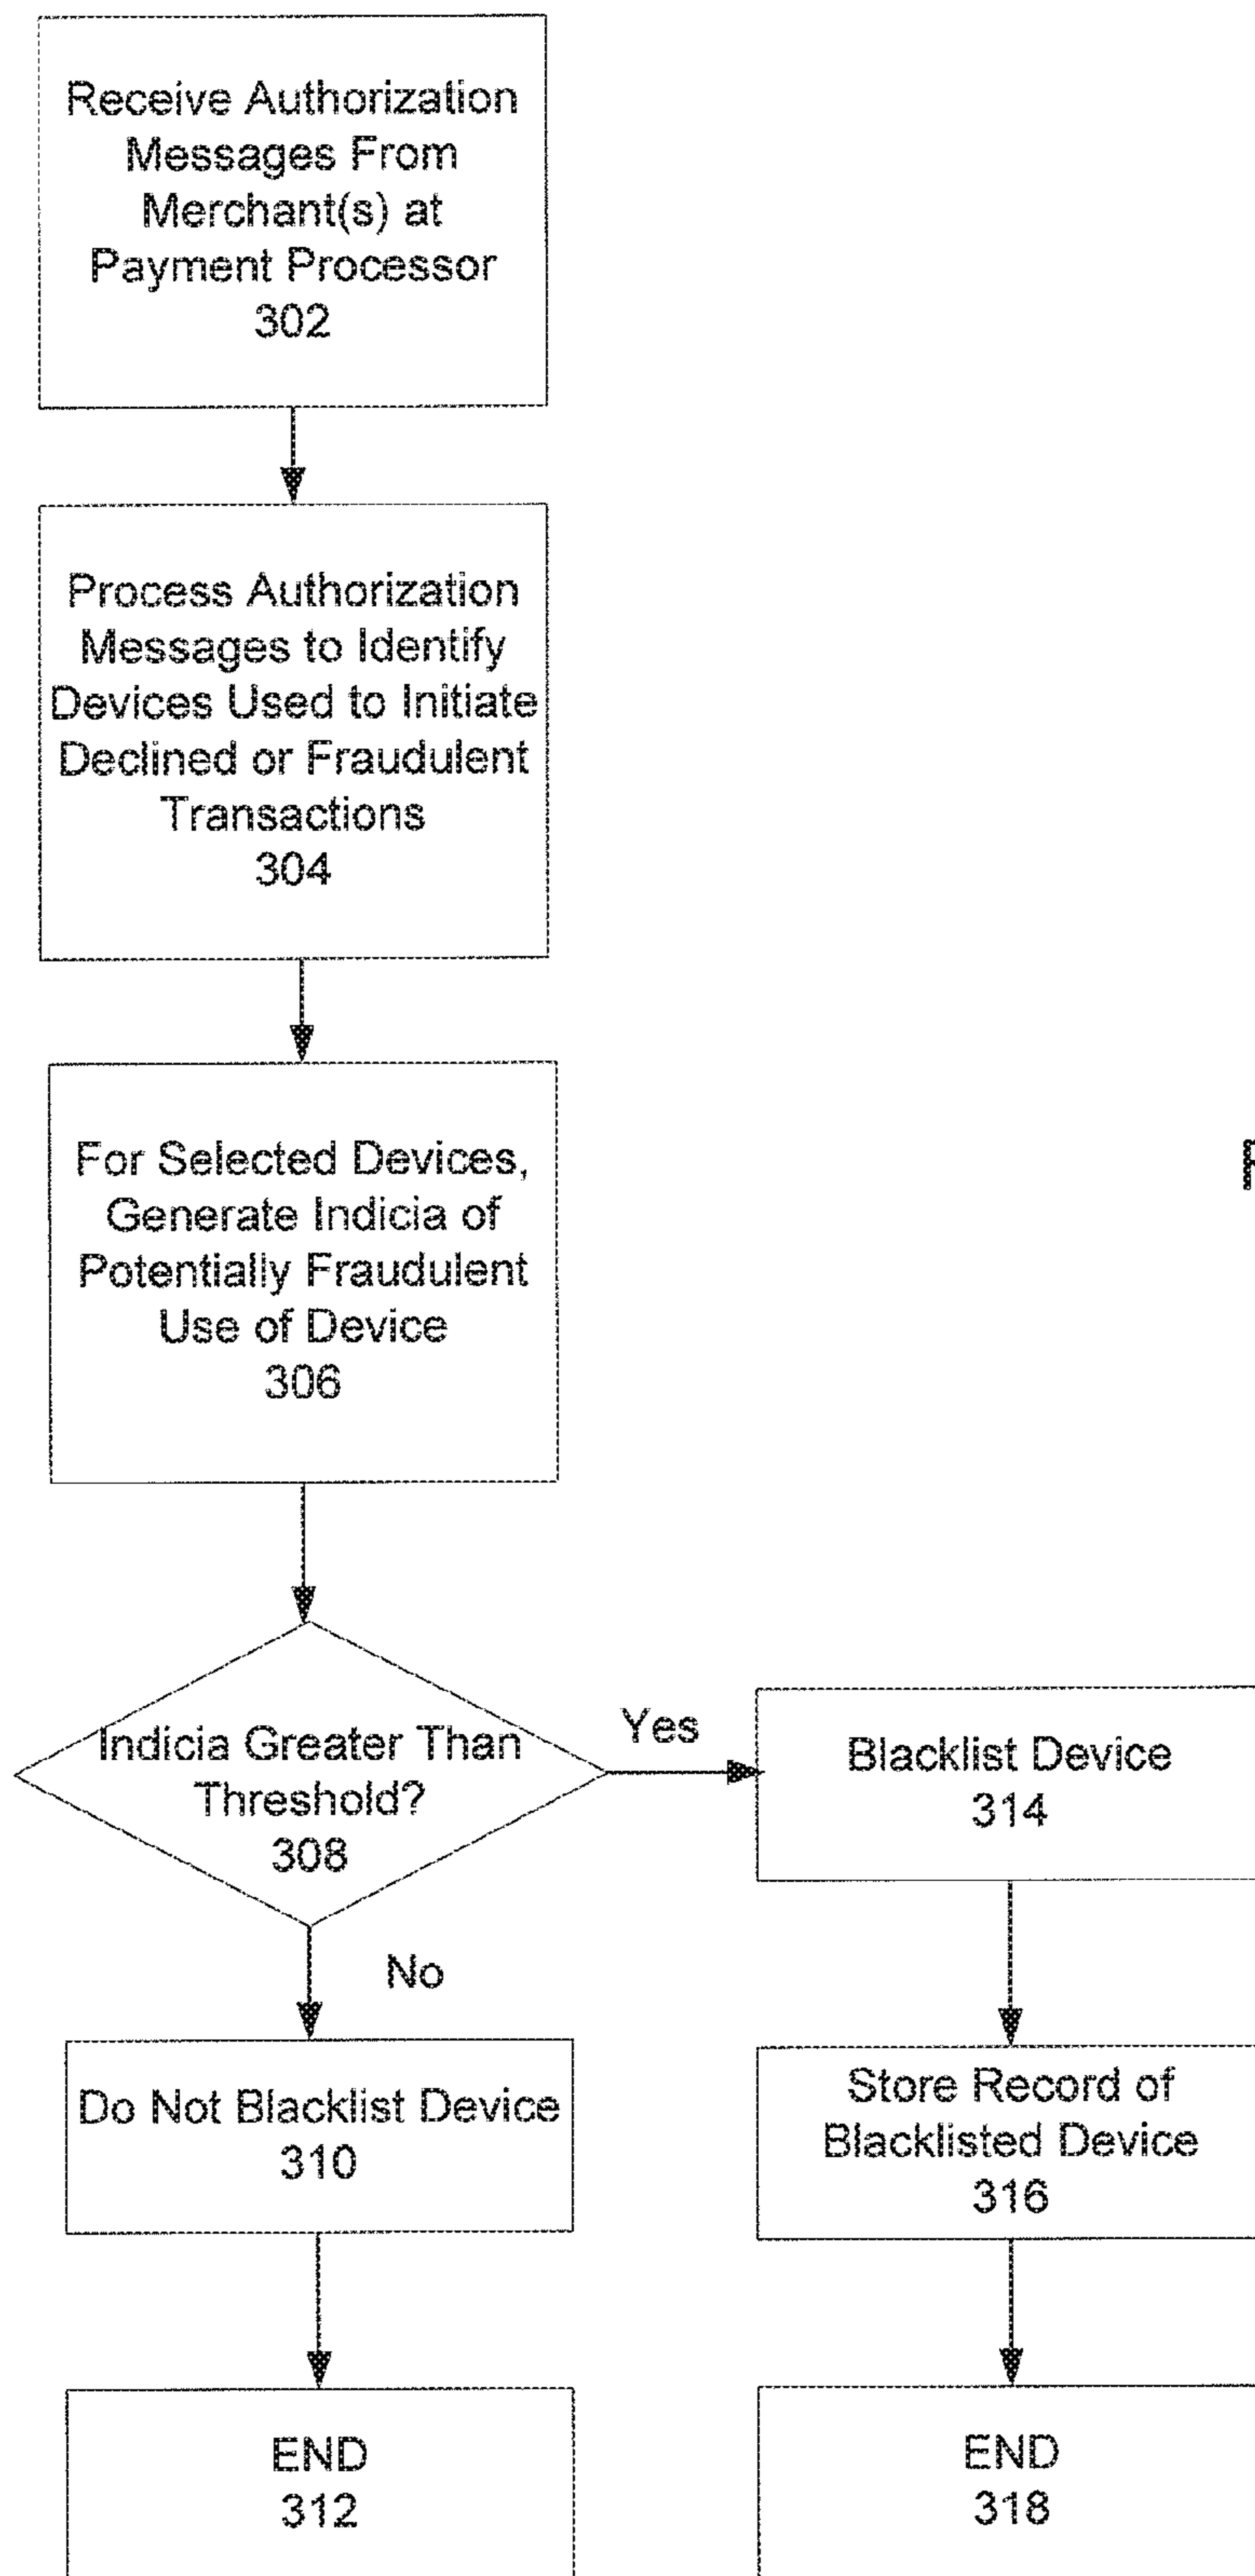 Receive Authorization
Messages From
Merchant(s) at
Payment Processor
302
Process Authorization
Messages to Identify
Devices Used to Initiate
Declined or Fraudulent
Transactions
304
For Selected Devices,
Generate Indicia of
Potentially Fraudulent
Use of Device
306
Indicia Greater Than
Threshold?
308
Yes
No
Blacklist Device
314
Do Not Blacklist Device
310
Store Record of
Blacklisted Device
316
END
312
END
318